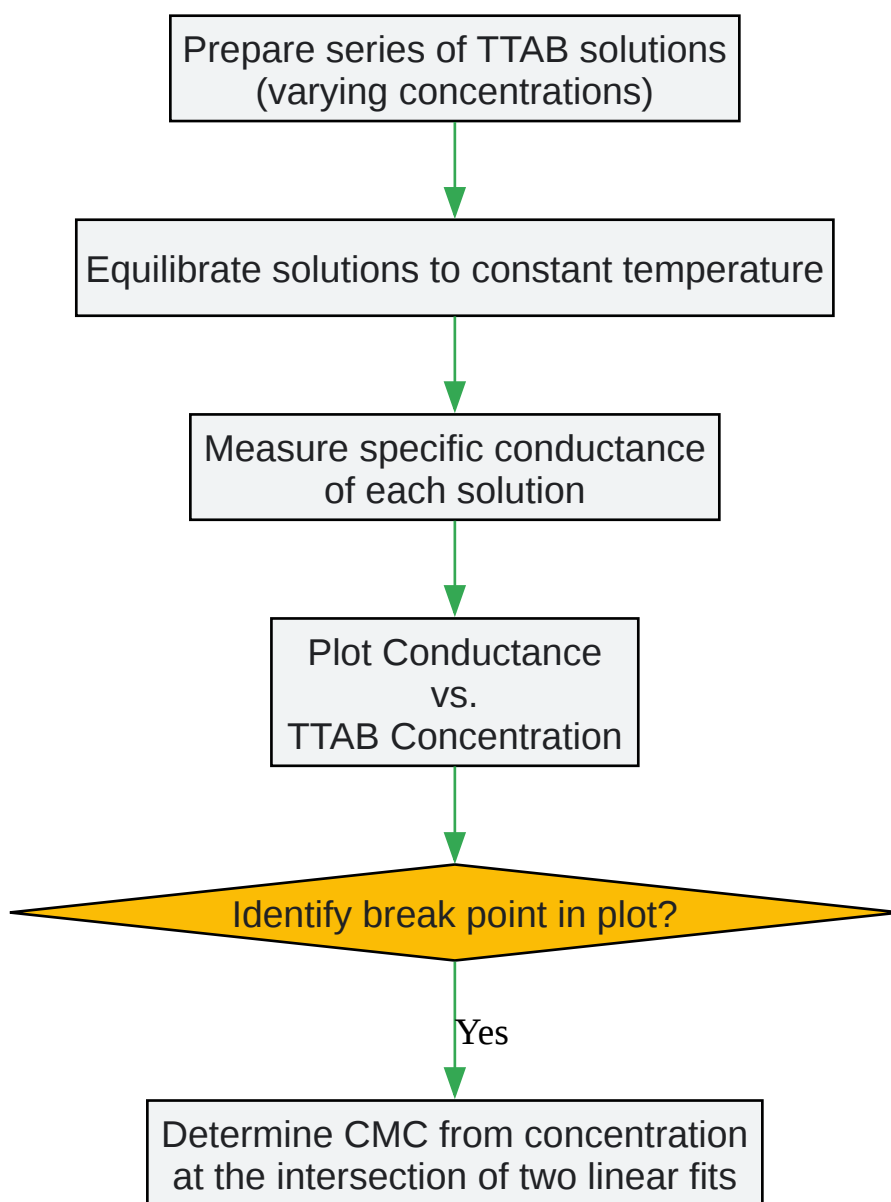 Prepare series of TTAB solutions
(varying concentrations)
Equilibrate solutions to constant temperature
Measure specific conductance
of each solution
Plot Conductance
vs.
TTAB Concentration
Identify break point in plot?
Yes
Determine CMC from concentration
at the intersection of two linear fits